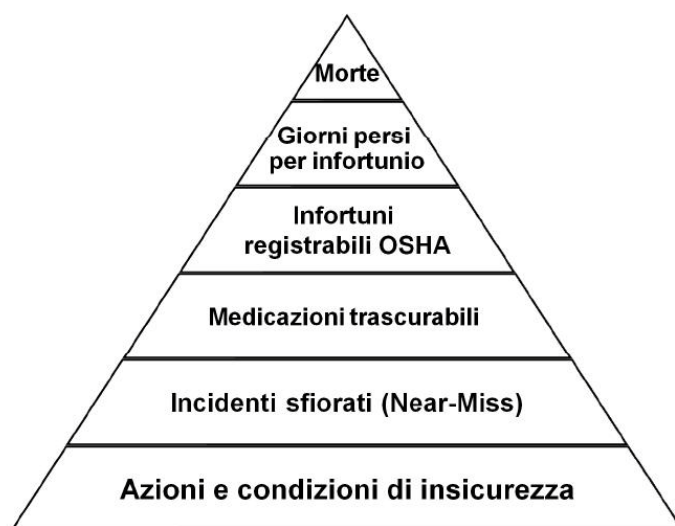 Morte
Giorni persi
per infortunio
Infortuni
registrabili OSHA
Medicazioni trascurabili
Incidenti sfiorati (Near-Miss)
Azioni e condizioni di insicurezza